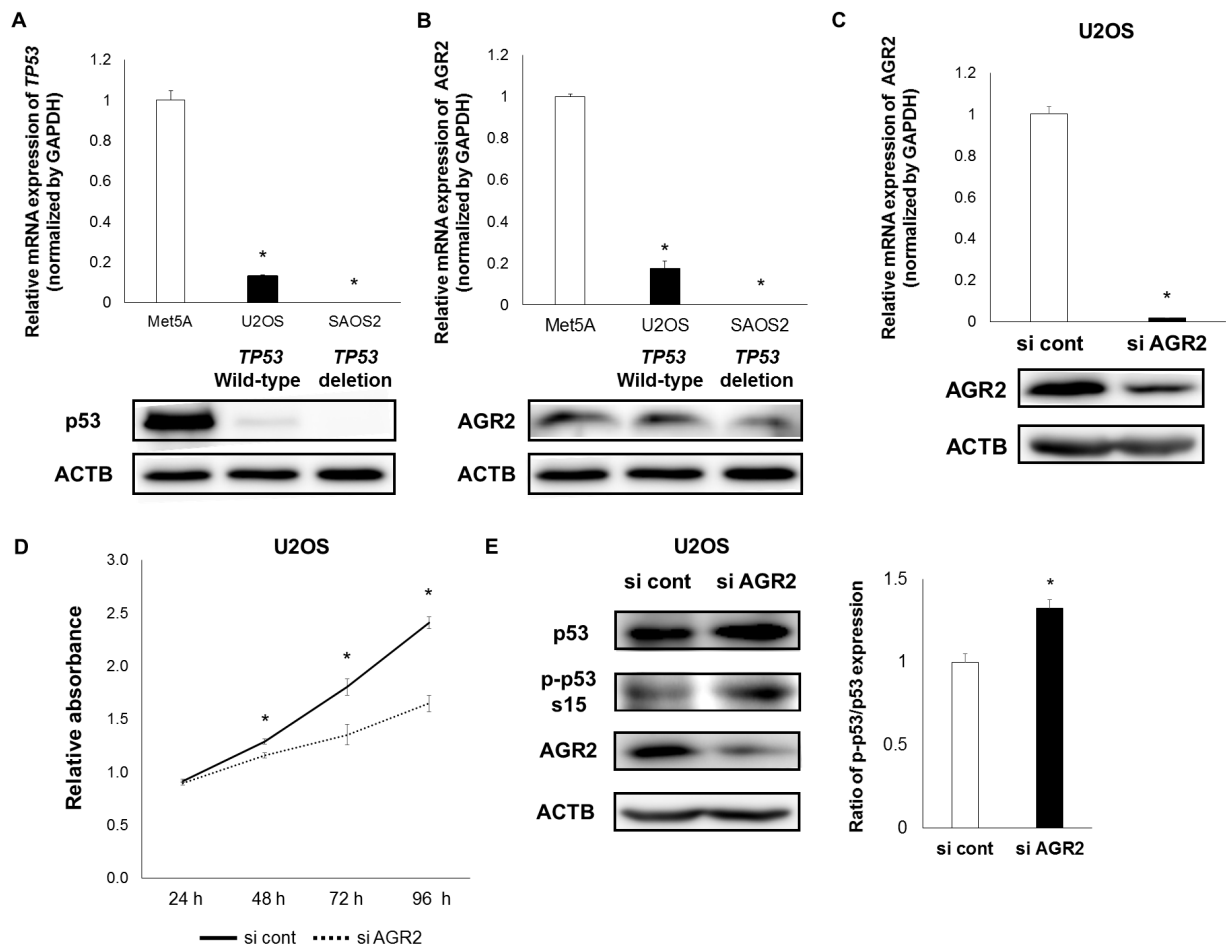 A
Relative mRNA expression of TP53
(normalized by GAPDH)
1.2
1
0.8
0.6
0.4
0.2
0
*
*
Met5A U2OS SAOS2
TP53 TP53
Wild-type deletion
p53
ACTB
B
Relative mRNA expression of AGR2
(normalized by GAPDH)
1.2
1
0.8
0.6
0.4
0.2
0
*
*
Met5A U2OS SAOS2
TP53 TP53
Wild-type deletion
AGR2
ACTB
C
U2OS
Relative mRNA expression of AGR2
(normalized by GAPDH)
1.2
1
0.8
0.6
0.4
0.2
0
*
si cont si AGR2
AGR2
ACTB
D
U2OS
Relative absorbance
3.0
2.5
2.0
1.5
1.0
0.5
0.0
*
*
*
24 h 48 h 72 h 96 h
si cont si AGR2
E
U2OS
si cont si AGR2
p53
p-p53
s15
AGR2
ACTB
Ratio of p-p53/p53 expression
1.5
1
0.5
0
*
si cont si AGR2